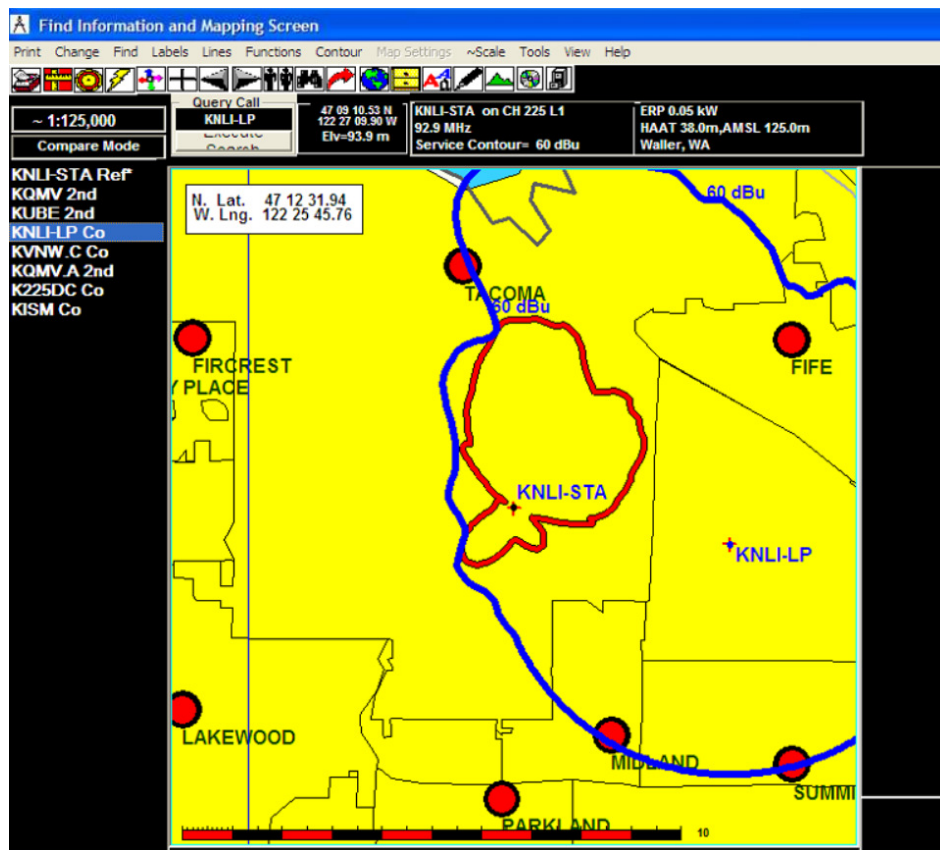 Find Information and Mapping Screen
Print Change Find Labels Lines Functions Contour Map Settings ~Scale Tools View Help
~ 1:125,000
Compare Mode
Query Call
KNLI-LP
47 09 10.53 N
122 27 09.90 W
Elv=93.9 m
KNLI-STA on CH 225 L1
92.9 MHz
Service Contour= 60 dBu
ERP 0.05 kW
HAAT 38.0m,AMSL 125.0m
Waller, WA
KNLI-STA Ref*
KQMV 2nd
KUBE 2nd
KNLI-LP Co
KVNW.C Co
KQMV.A 2nd
K225DC Co
KISM Co
N. Lat. 47 12 31.94
W. Lng. 122 25 45.76
60 dBu
TACOMA
60 dBu
FIRCREST
Y PLACE
FIFE
KNLI-STA
KNLI-LP
LAKEWOOD
MIDLAND
SUMMI
PARKLAND
10